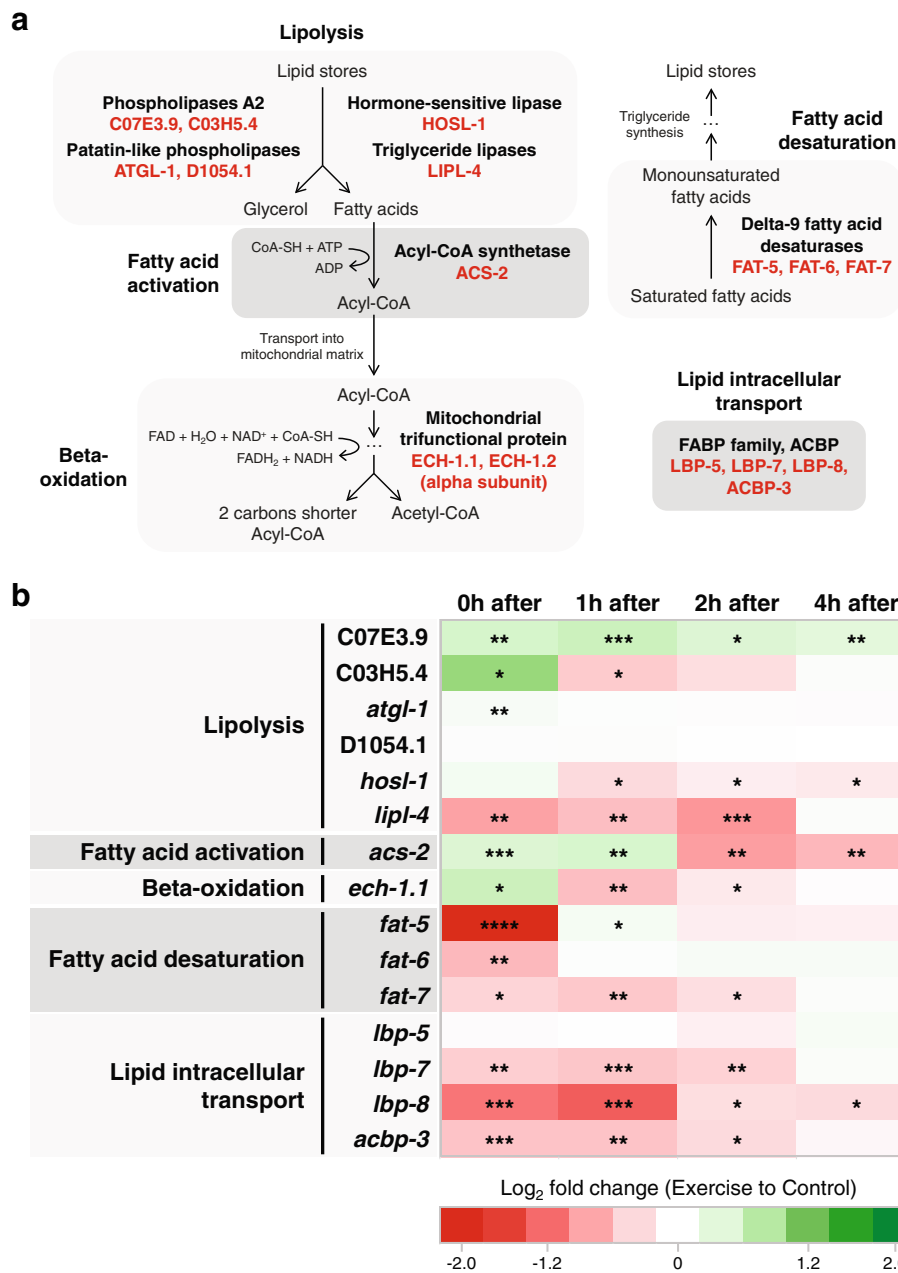 a
Lipolysis
Lipid stores
Phospholipases A2
C07E3.9, C03H5.4
Hormone-sensitive lipase
HOSL-1
Patatin-like phospholipases
ATGL-1, D1054.1
Triglyceride lipases
LIPL-4
Glycerol
Fatty acids
Fatty acid
activation
CoA-SH + ATP
ADP
Acyl-CoA synthetase
ACS-2
Acyl-CoA
Transport into
mitochondrial matrix
Beta-
oxidation
Acyl-CoA
FAD + H₂O + NAD⁺ + CoA-SH
FADH₂ + NADH
...
Mitochondrial
trifunctional protein
ECH-1.1, ECH-1.2
(alpha subunit)
2 carbons shorter
Acyl-CoA
Acetyl-CoA
Lipid stores
Triglyceride
synthesis
...
Fatty acid
desaturation
Monounsaturated
fatty acids
Delta-9 fatty acid
desaturases
FAT-5, FAT-6, FAT-7
Saturated fatty acids
Lipid intracellular
transport
FABP family, ACBP
LBP-5, LBP-7, LBP-8,
ACBP-3
b
0h after 1h after 2h after 4h after
Lipolysis
C07E3.9 ** *** * **
C03H5.4 * *
atgl-1 **
D1054.1
hosl-1 * * *
lipl-4 ** ** ***
Fatty acid activation acs-2 *** ** ** **
Beta-oxidation ech-1.1 * ** *
Fatty acid desaturation
fat-5 **** *
fat-6 **
fat-7 * ** *
Lipid intracellular
transport
lbp-5
lbp-7 ** *** **
lbp-8 *** *** * *
acbp-3 *** ** *
Log₂ fold change (Exercise to Control)
-2.0 -1.2 0 1.2 2.